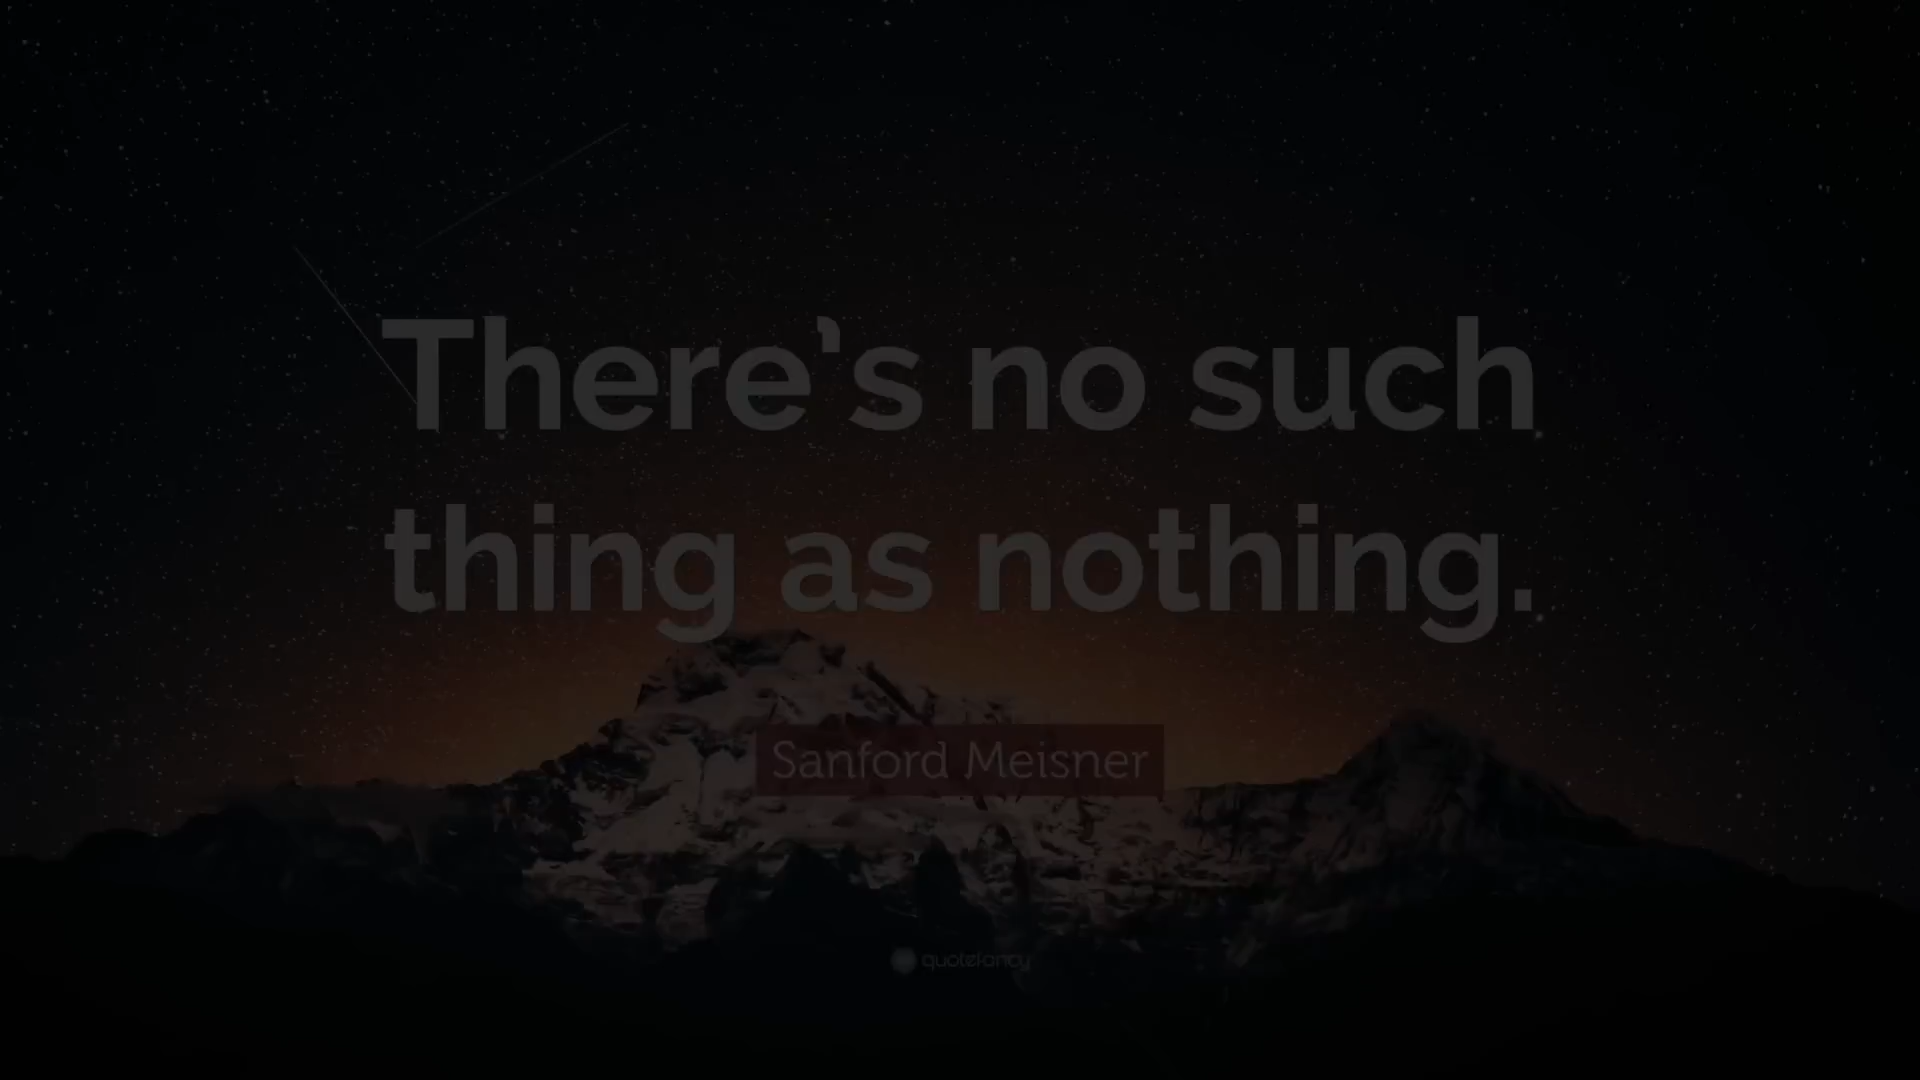 There’s no such
thing as nothing.
Sanford Meisner
quotefancy